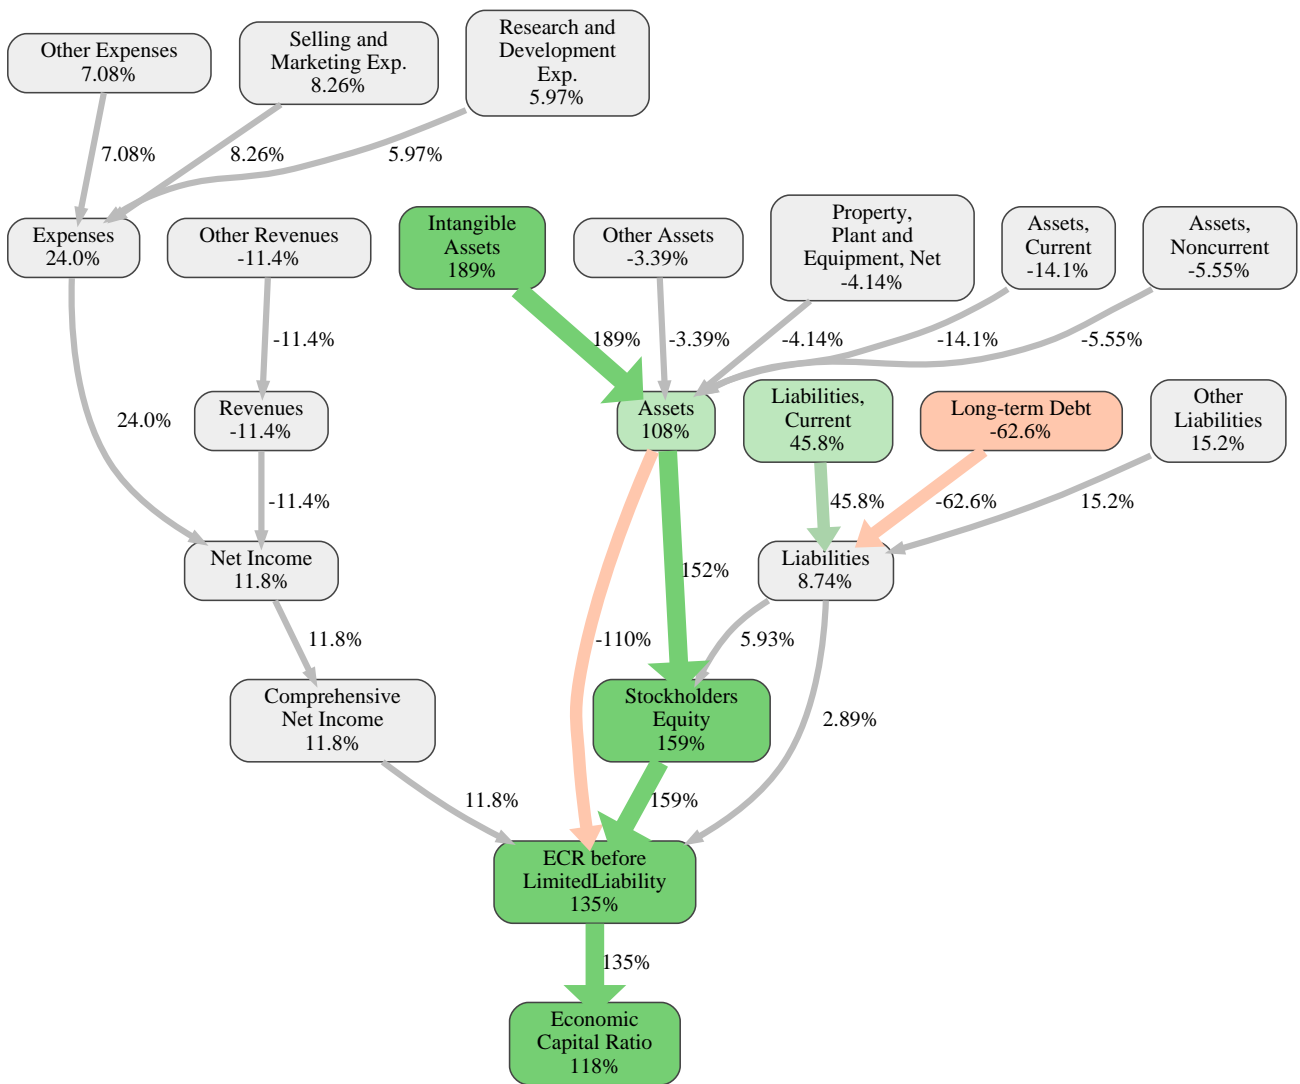 Other Expenses
7.08%
Selling and
Marketing Exp.
8.26%
Research and
Development
Exp.
5.97%
7.08%
8.26%
5.97%
Expenses
24.0%
Other Revenues
-11.4%
Intangible
Assets
189%
Other Assets
-3.39%
Property,
Plant and
Equipment, Net
-4.14%
Assets,
Current
-14.1%
Assets,
Noncurrent
-5.55%
-11.4%
189%
-3.39%
-4.14%
-14.1%
-5.55%
24.0%
Revenues
-11.4%
Assets
108%
Liabilities,
Current
45.8%
Long-term Debt
-62.6%
Other
Liabilities
15.2%
-11.4%
45.8%
-62.6%
15.2%
Net Income
11.8%
152%
Liabilities
8.74%
11.8%
-110%
5.93%
Comprehensive
Net Income
11.8%
Stockholders
Equity
159%
2.89%
11.8%
159%
ECR before
LimitedLiability
135%
135%
Economic
Capital Ratio
118%